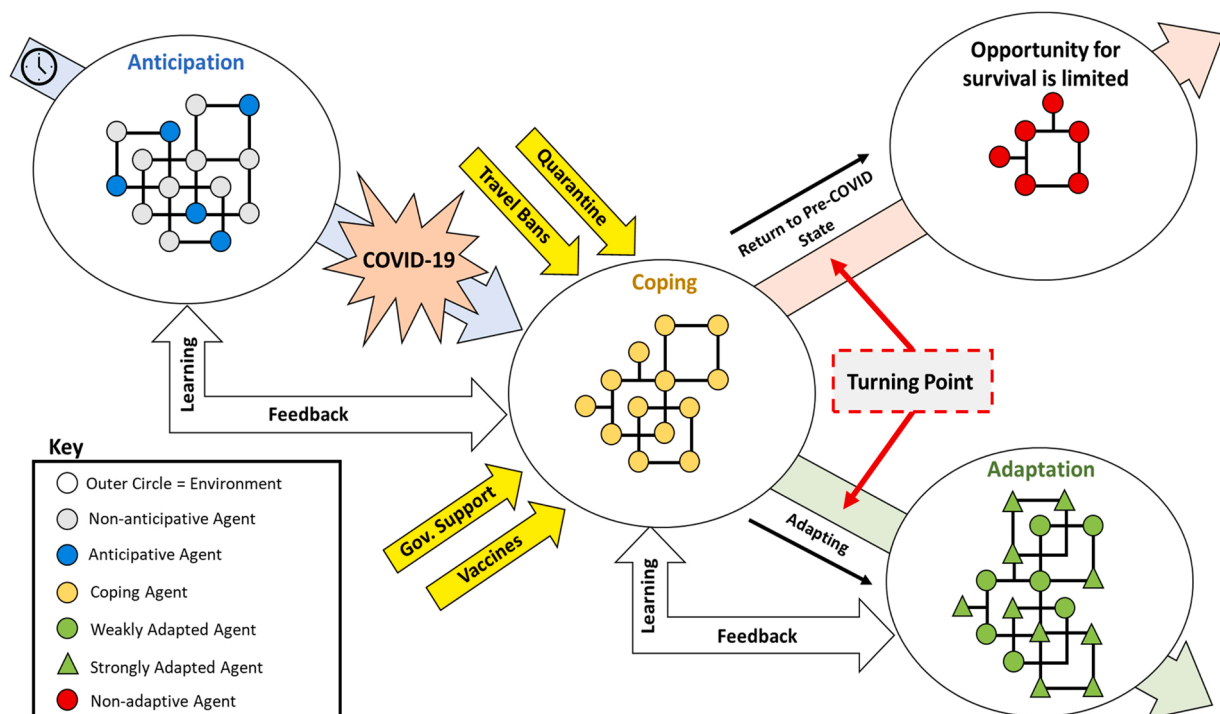 Anticipation
COVID-19
Travel Bans
Quarantine
Coping
Return to Pre-COVID
State
Opportunity for
survival is limited
Turning Point
Learning
Feedback
Gov. Support
Vaccines
Adapting
Adaptation
Learning
Feedback
Key
Outer Circle = Environment
Non-anticipative Agent
Anticipative Agent
Coping Agent
Weakly Adapted Agent
Strongly Adapted Agent
Non-adaptive Agent